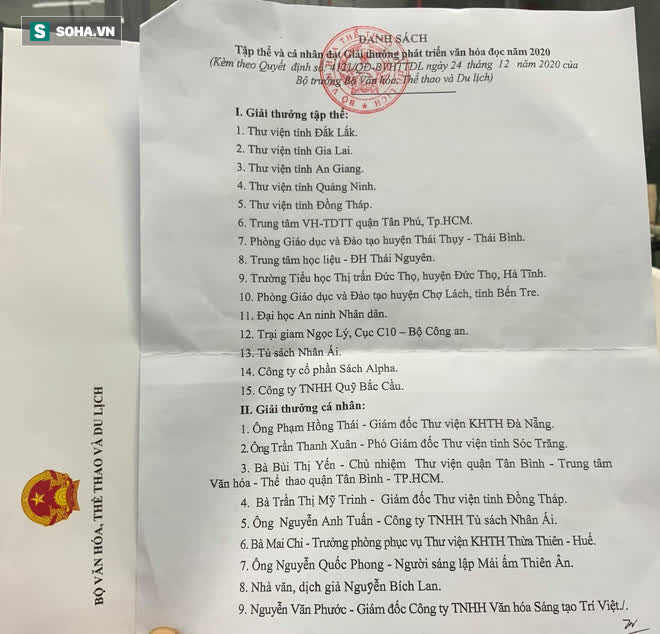 S SOHA.VN
DANH SÁCH
Tập thể và cá nhân đạt Giải thưởng phát triển văn hóa đọc năm 2020
(Kèm theo Quyết định số: /QĐ-BVHTTDL ngày 24 tháng 12 năm 2020 của
Bộ trưởng Bộ Văn hóa, Thể thao và Du lịch)
I. Giải thưởng tập thể:
1. Thư viện tỉnh Đắk Lắk.
2. Thư viện tỉnh Gia Lai.
3. Thư viện tỉnh An Giang.
4. Thư viện tỉnh Quảng Ninh.
5. Thư viện tỉnh Đồng Tháp.
6. Trung tâm VH-TDTT quận Tân Phú, Tp.HCM.
7. Phòng Giáo dục và Đào tạo huyện Thái Thụy - Thái Bình.
8. Trung tâm học liệu - ĐH Thái Nguyên.
9. Trường Tiểu học Thị trấn Đức Thọ, huyện Đức Thọ, Hà Tĩnh.
10. Phòng Giáo dục và Đào tạo huyện Chợ Lách, tỉnh Bến Tre.
11. Đại học An ninh Nhân dân.
12. Trại giam Ngọc Lý, Cục C10 – Bộ Công an.
13. Tủ sách Nhân Ái.
14. Công ty cổ phần Sách Alpha.
15. Công ty TNHH Quỹ Bắc Cầu.
II. Giải thưởng cá nhân:
1. Ông Phạm Hồng Thái - Giám đốc Thư viện KHTH Đà Nẵng.
2.Ông Trần Thanh Xuân - Phó Giám đốc Thư viện tỉnh Sóc Trăng.
3. Bà Bùi Thị Yến - Chủ nhiệm Thư viện quận Tân Bình - Trung tâm
Văn hóa - Thể thao quận Tân Bình - TP.HCM.
4. Bà Trần Thị Mỹ Trinh - Giám đốc Thư viện tỉnh Đồng Tháp.
5. Ông Nguyễn Anh Tuấn - Công ty TNHH Tủ sách Nhân Ái.
6. Bà Mai Chi - Trưởng phòng phục vụ Thư viện KHTH Thừa Thiên - Huế.
7. Ông Nguyễn Quốc Phong - Người sáng lập Mái ấm Thiên Ân.
8. Nhà văn, dịch giả Nguyễn Bích Lan.
9. Nguyễn Văn Phước - Giám đốc Công ty TNHH Văn hóa Sáng tạo Trí Việt./.
BỘ VĂN HÓA, THỂ THAO VÀ DU LỊCH